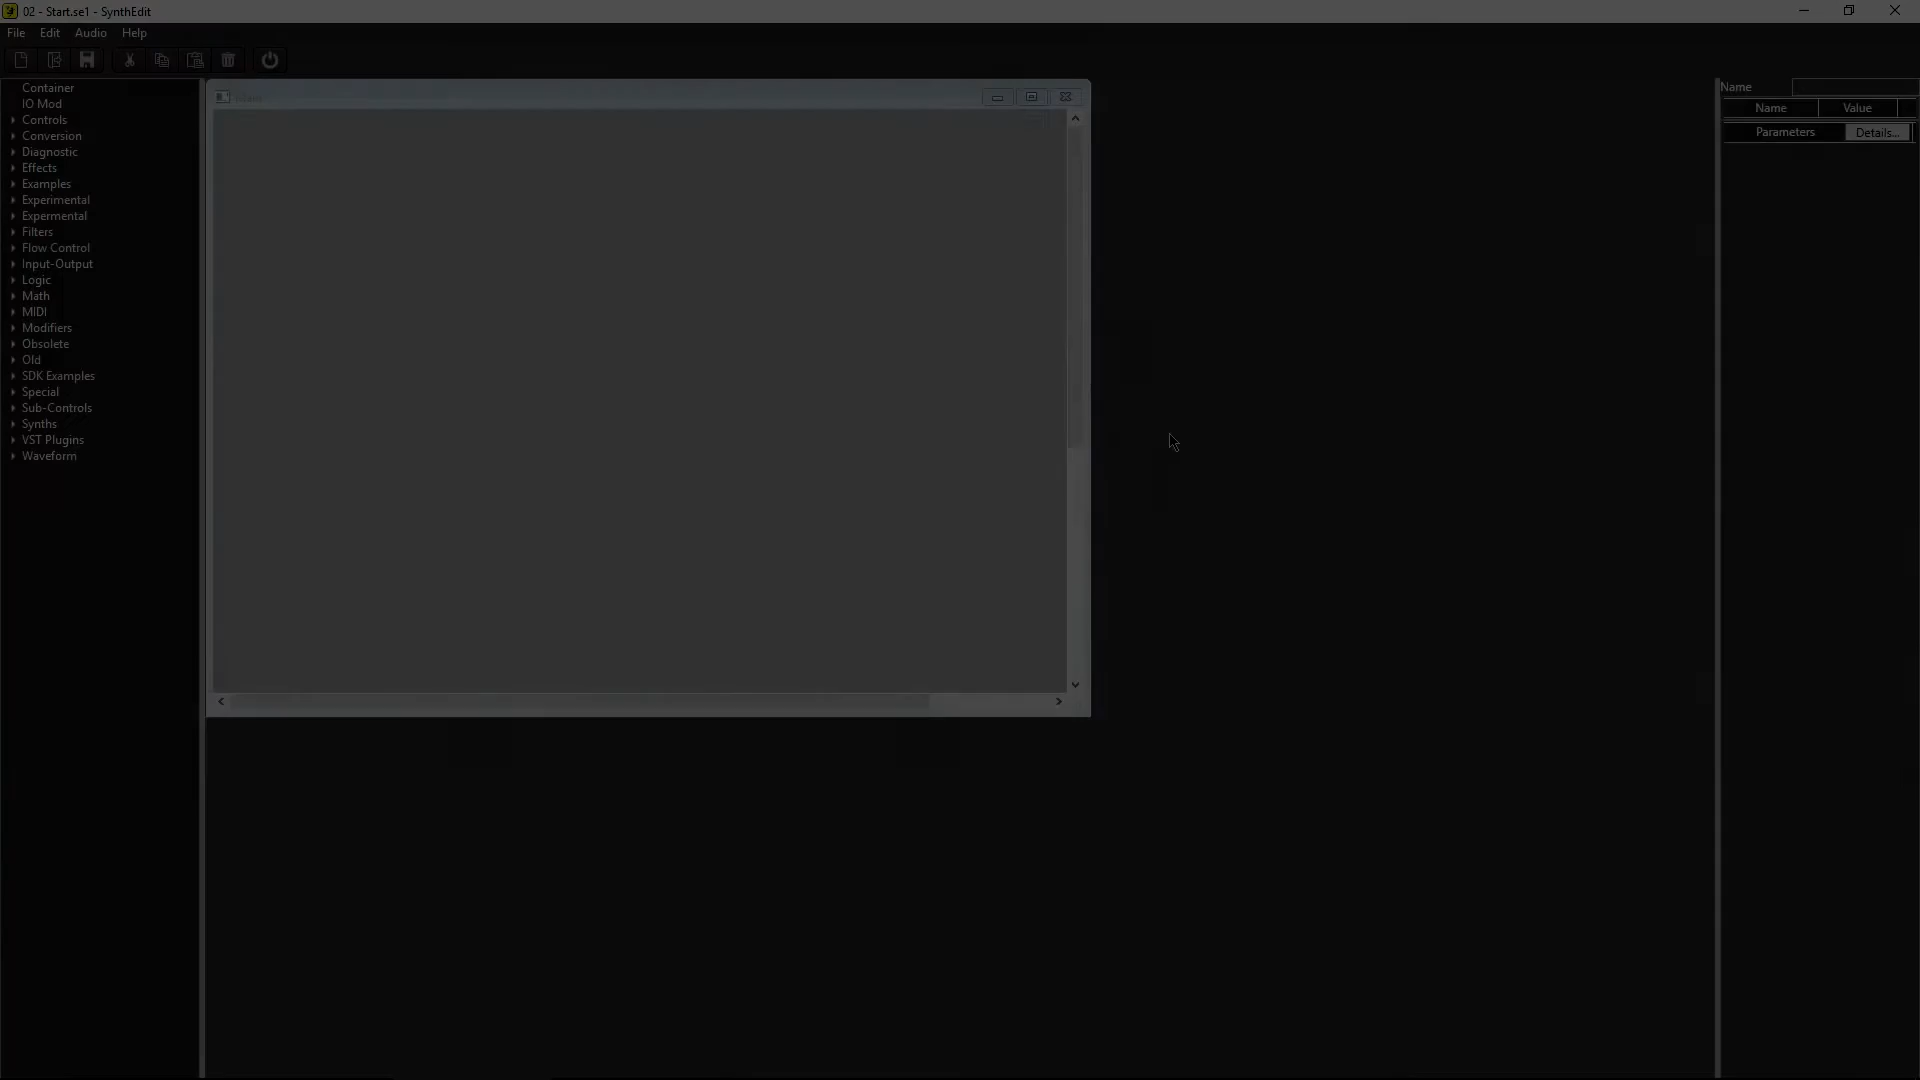 02 - Start.se1 - SynthEdit
File Edit Audio Help
Container
IO Mod
Controls
Conversion
Diagnostic
Effects
Examples
Experimental
Expermental
Filters
Flow Control
Input-Output
Logic
Math
MIDI
Modifiers
Obsolete
Old
SDK Examples
Special
Sub-Controls
Synths
VST Plugins
Waveform
Name
Name Value
Parameters Details...